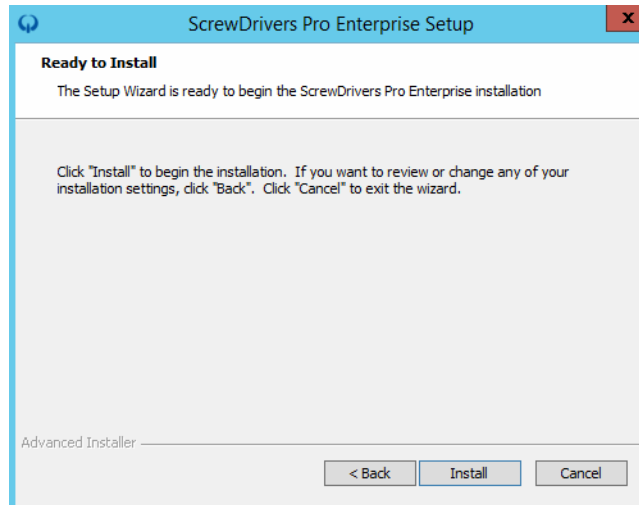 ScrewDrivers Pro Enterprise Setup
x
Ready to Install
The Setup Wizard is ready to begin the ScrewDrivers Pro Enterprise installation
Click "Install" to begin the installation. If you want to review or change any of your
installation settings, click "Back". Click "Cancel" to exit the wizard.
Advanced Installer
< Back Install Cancel